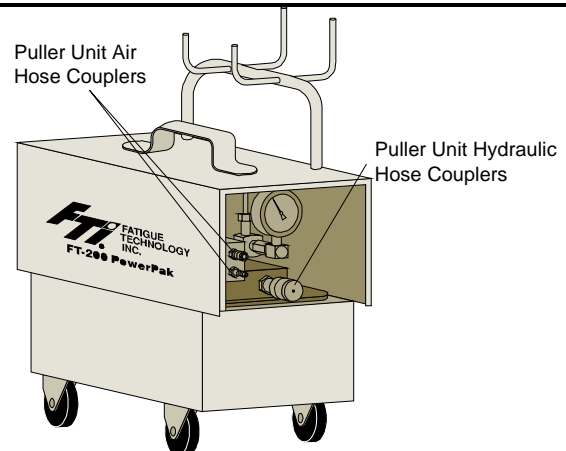 Puller Unit Air
Hose Couplers
Puller Unit Hydraulic
Hose Couplers
FTI
FATIGUE
TECHNOLOGY
INC.
FT-200 PowerPak